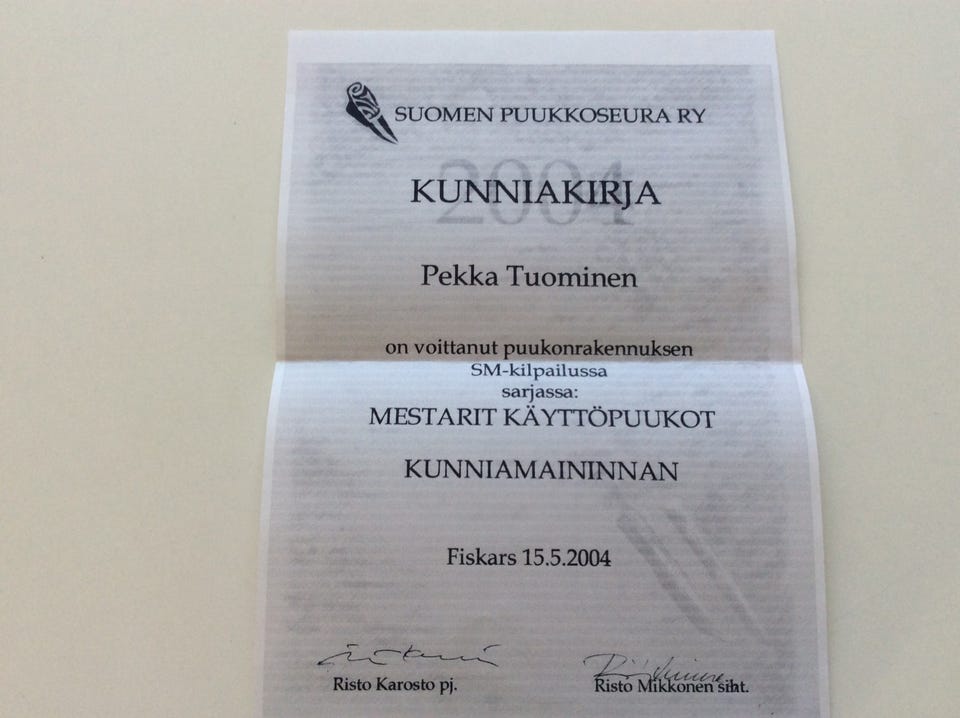 SUOMEN PUUKKOSEURA RY
2004
KUNNIAKIRJA
Pekka Tuominen
on voittanut puukonrakennuksen
SM-kilpailussa
sarjassa:
MESTARIT KÄYTTÖPUUKOT
KUNNIAMAININNAN
Fiskars 15.5.2004
Risto Karosto pj.
Risto Mikkonen siht.